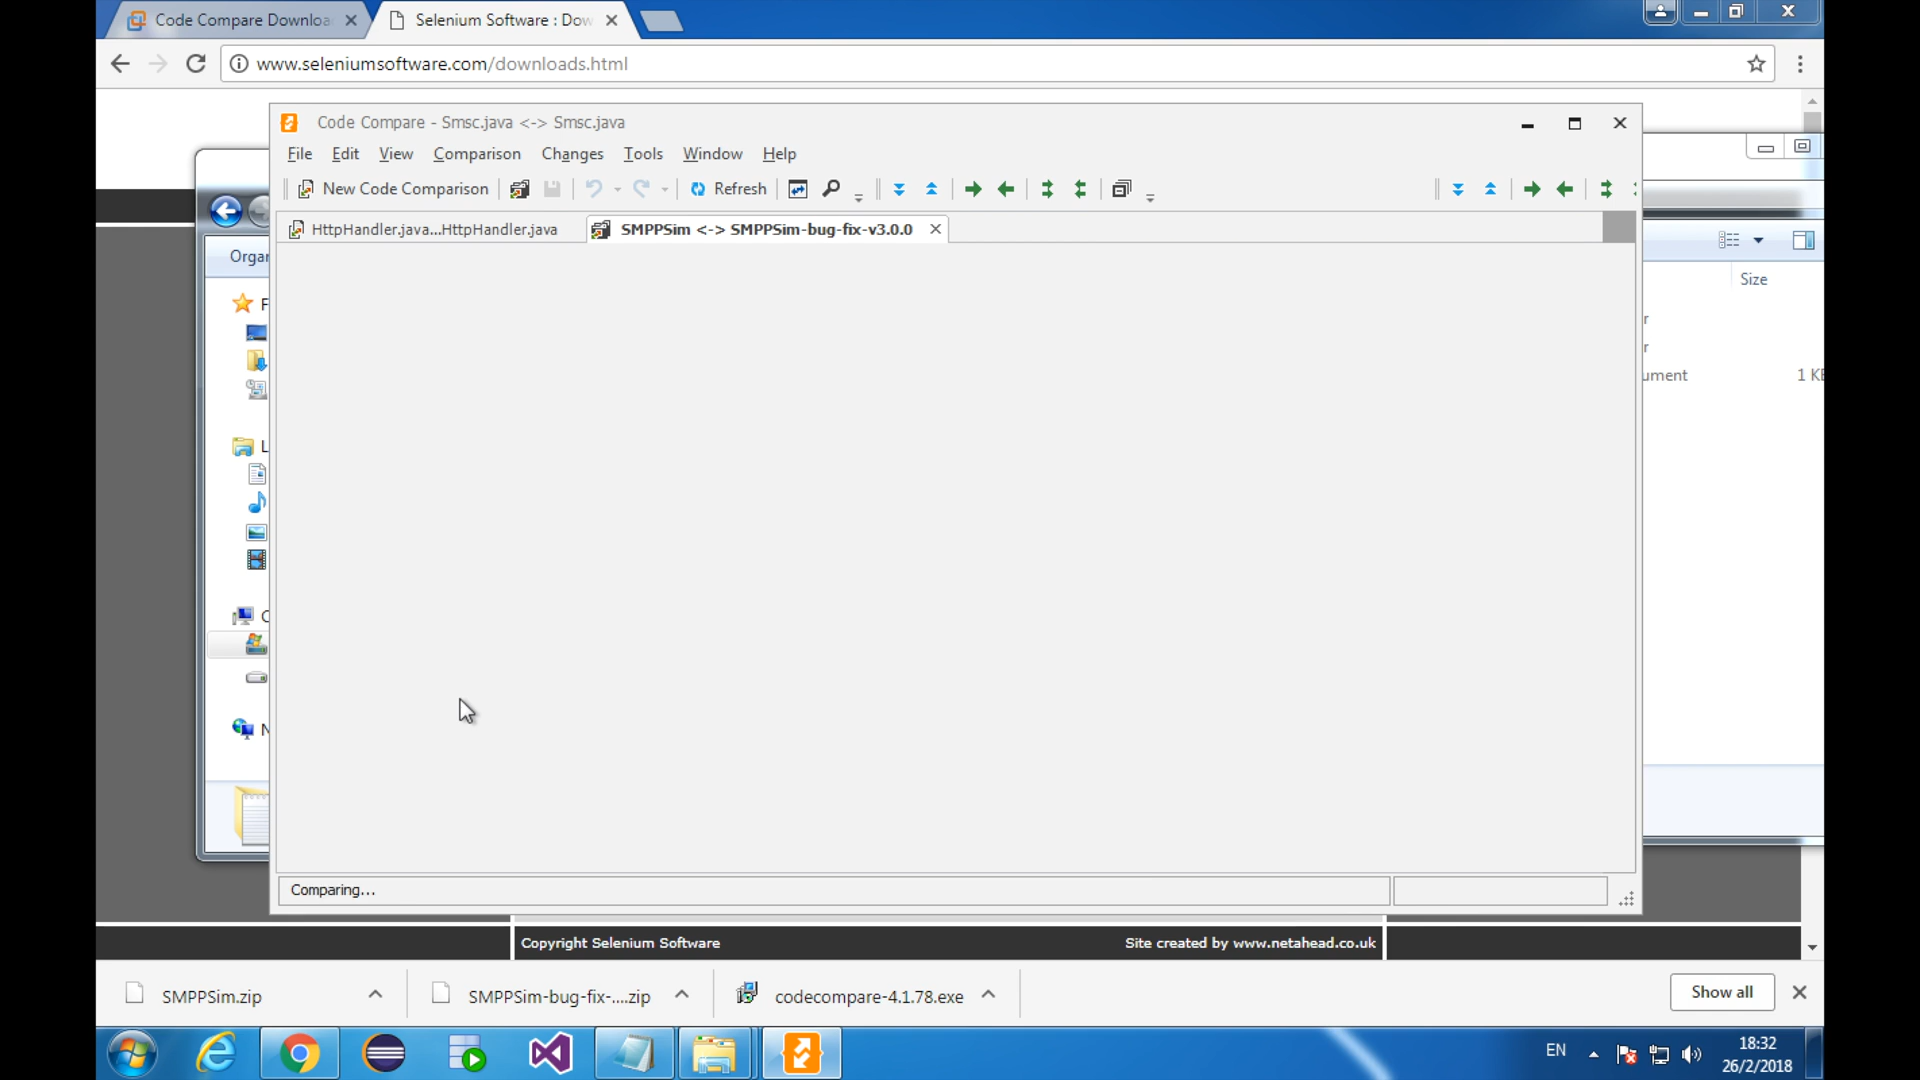 Code Compare Downloa
Selenium Software : Dow
www.seleniumsoftware.com/downloads.html
Code Compare - Smsc.java <-> Smsc.java
File Edit View Comparison Changes Tools Window Help
New Code Comparison Refresh
HttpHandler.java...HttpHandler.java SMPPSim <-> SMPPSim-bug-fix-v3.0.0
Orgar
Size
F
r
r
ument 1 KB
L
C
N
Comparing...
Copyright Selenium Software Site created by www.netahead.co.uk
SMPPSim.zip SMPPSim-bug-fix-....zip codecompare-4.1.78.exe Show all
EN 18:32
26/2/2018